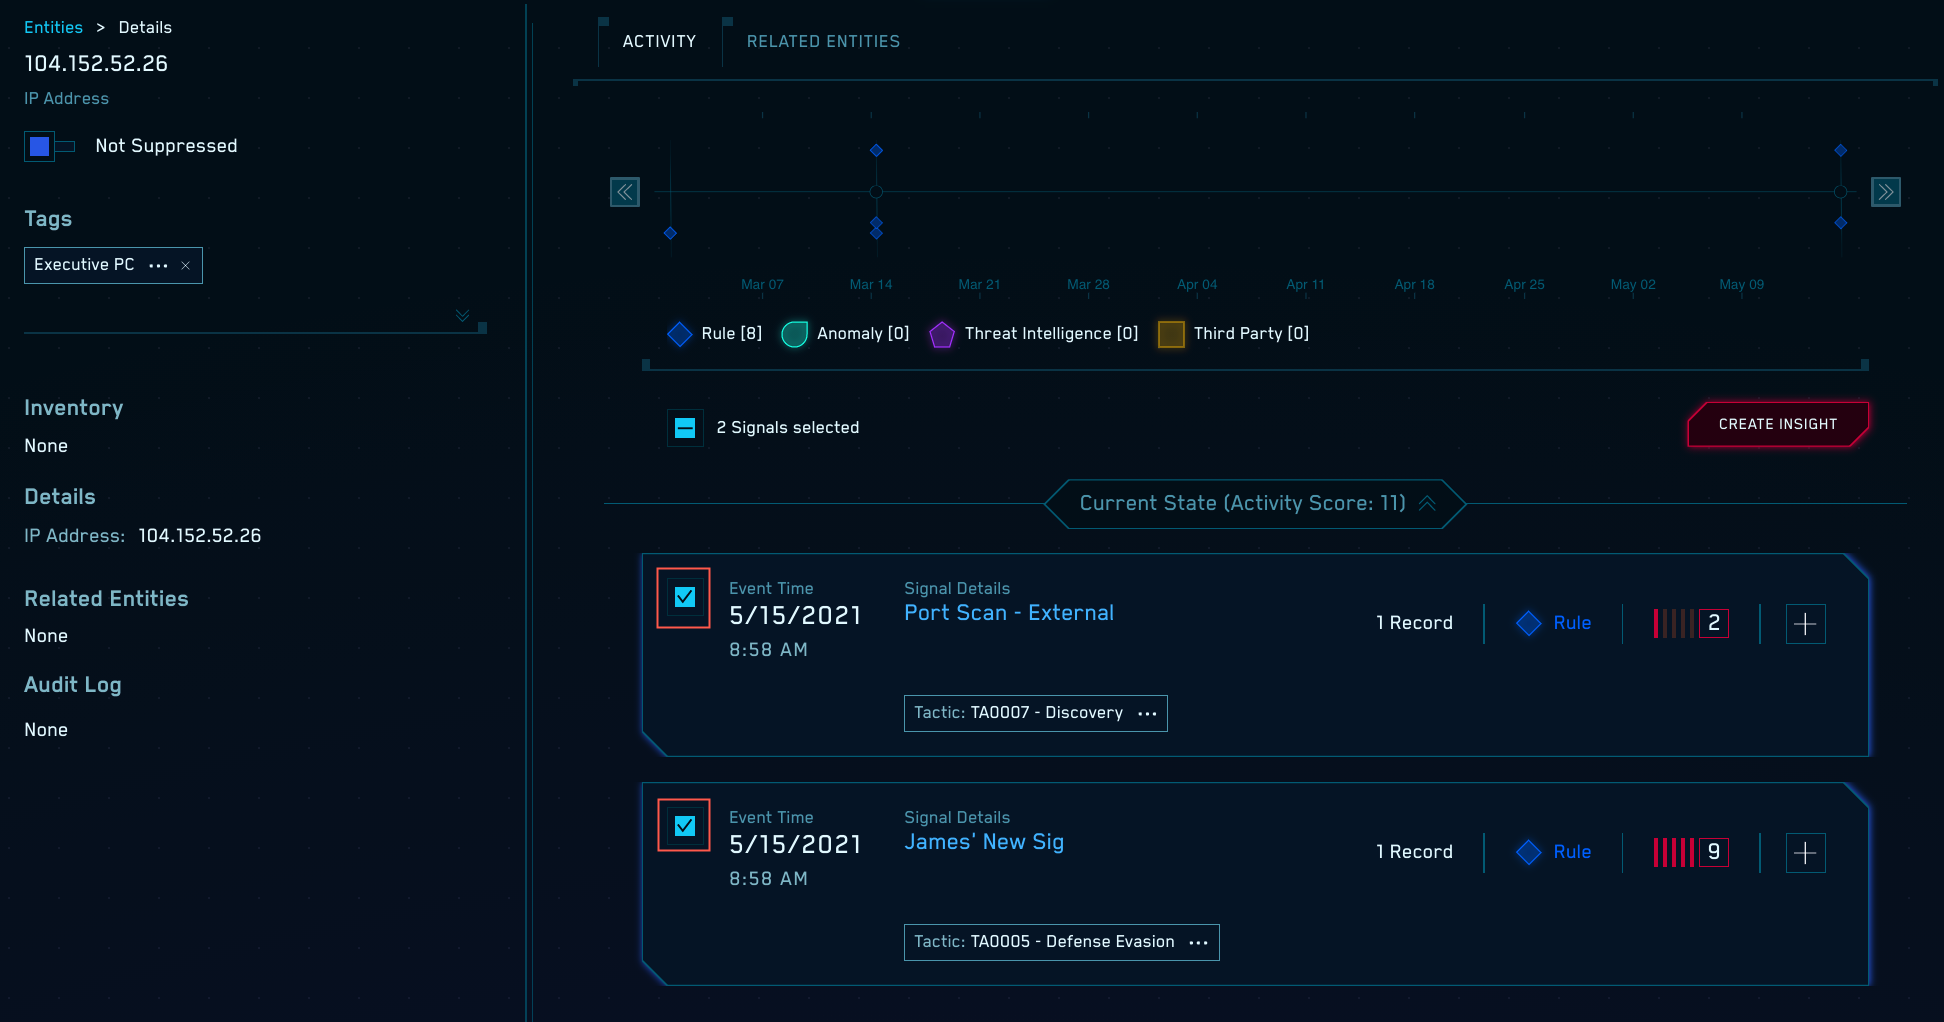 Entities > Details
104.152.52.26
IP Address
Not Suppressed
Tags
Executive PC
Inventory
None
Details
IP Address: 104.152.52.26
Related Entities
None
Audit Log
None
ACTIVITY RELATED ENTITIES
Mar 07 Mar 14 Mar 21 Mar 28 Apr 04 Apr 11 Apr 18 Apr 25 May 02 May 09
Rule [8] Anomaly [0] Threat Intelligence [0] Third Party [0]
2 Signals selected
CREATE INSIGHT
Current State (Activity Score: 11)
Event Time
5/15/2021
8:58 AM
Signal Details
Port Scan - External
1 Record
Rule
2
Tactic: TA0007 - Discovery
Event Time
5/15/2021
8:58 AM
Signal Details
James' New Sig
1 Record
Rule
9
Tactic: TA0005 - Defense Evasion